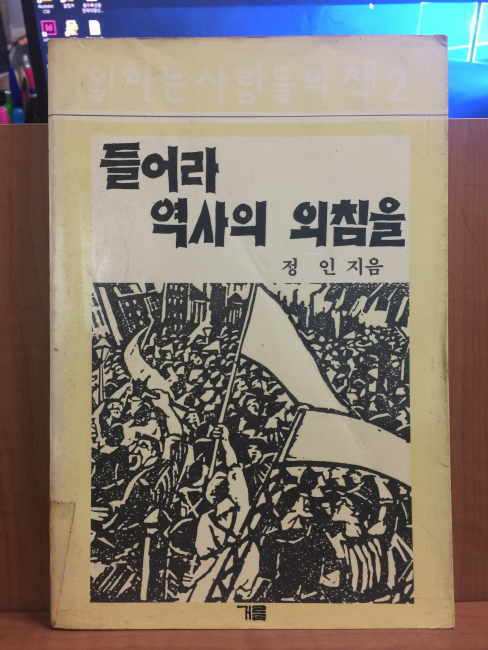 일하는 사람들의 책 2
들어라
역사의 외침을
정 인 지음
거름